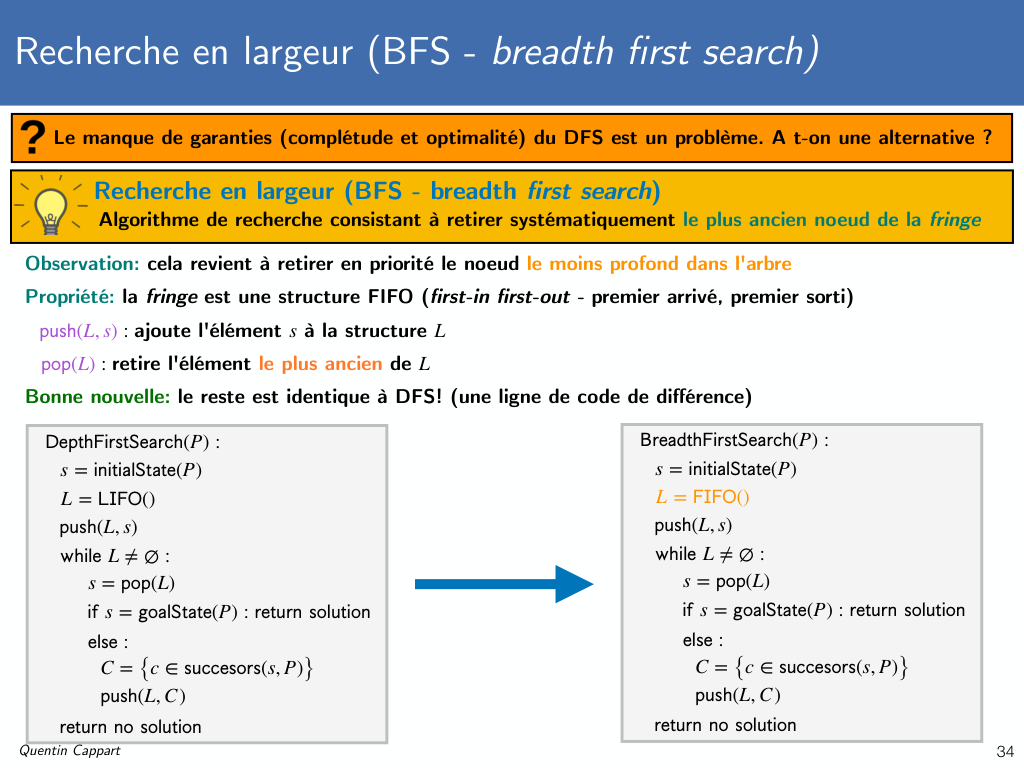 Recherche en largeur (BFS - breadth first search)
? Le manque de garanties (complétude et optimalité) du DFS est un problème. A t-on une alternative ?
Recherche en largeur (BFS - breadth first search)
Algorithme de recherche consistant à retirer systématiquement le plus ancien noeud de la fringe
Observation: cela revient à retirer en priorité le noeud le moins profond dans l'arbre
Propriété: la fringe est une structure FIFO (first-in first-out - premier arrivé, premier sorti)
push(L, s) : ajoute l'élément s à la structure L
pop(L) : retire l'élément le plus ancien de L
Bonne nouvelle: le reste est identique à DFS! (une ligne de code de différence)
DepthFirstSearch(P) :
s = initialState(P)
L = LIFO()
push(L, s)
while L ≠ ∅ :
s = pop(L)
if s = goalState(P) : return solution
else :
C = {c ∈ succesors(s, P)}
push(L, C)
return no solution
BreadthFirstSearch(P) :
s = initialState(P)
L = FIFO()
push(L, s)
while L ≠ ∅ :
s = pop(L)
if s = goalState(P) : return solution
else :
C = {c ∈ succesors(s, P)}
push(L, C)
return no solution
Quentin Cappart
34